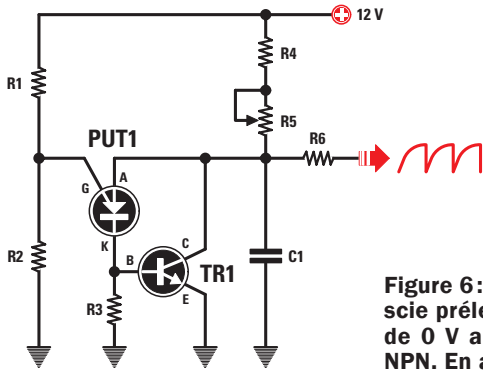 12 V
R1
R4
R5
R6
PUT1
G
A
K
R2
B
C
E
TR1
R3
C1
Figure 6:
scie préle
de 0 V a
NPN. En a